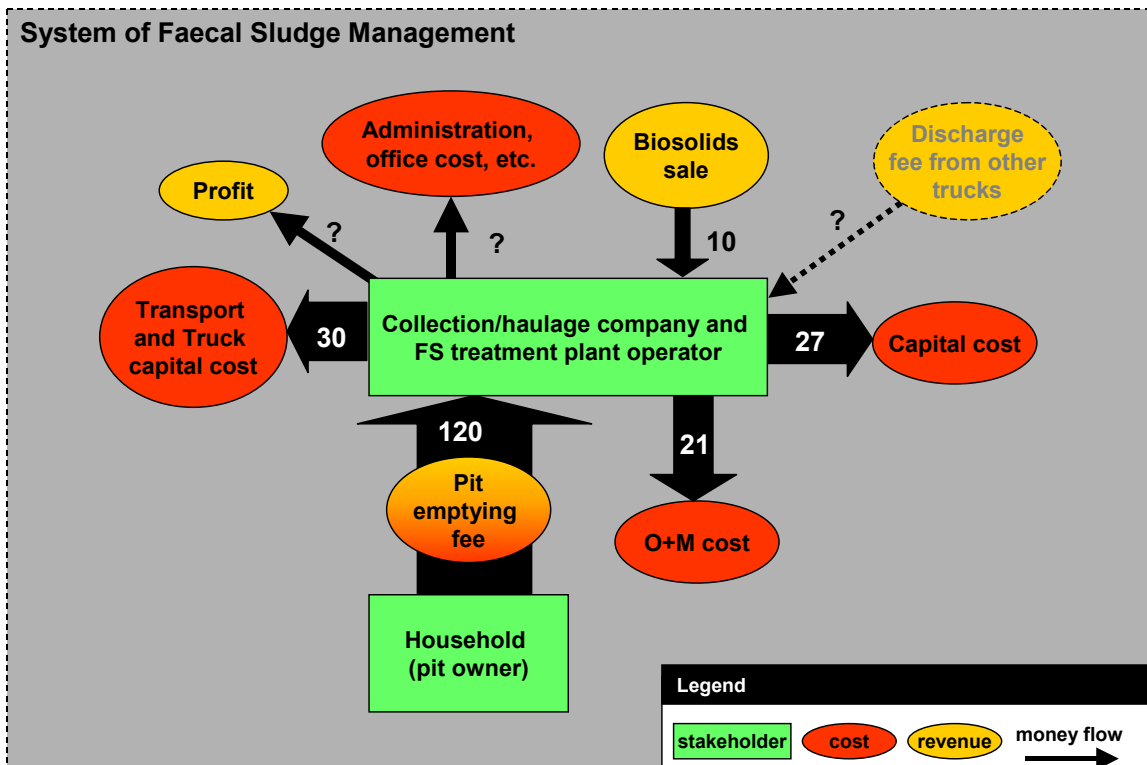 System of Faecal Sludge Management
Administration,
office cost, etc.
Biosolids
sale
Discharge
fee from other
trucks
Profit
?
?
10
?
Transport
and Truck
capital cost
30
Collection/haulage company and
FS treatment plant operator
27
Capital cost
120
21
Pit
emptying
fee
O+M cost
Household
(pit owner)
Legend
stakeholder
cost
revenue
money flow